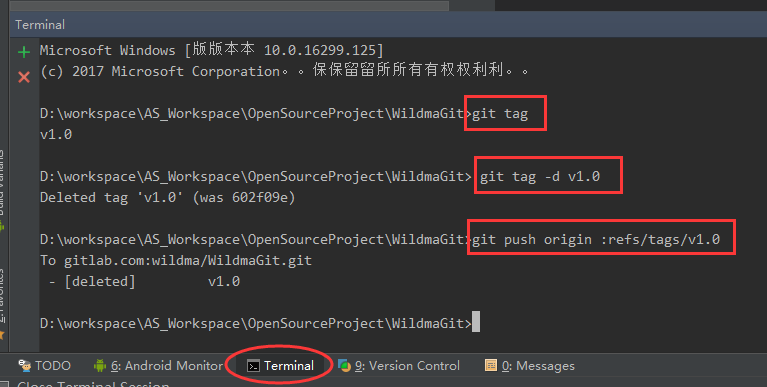 Terminal
Microsoft Windows [版版本本 10.0.16299.125]
(c) 2017 Microsoft Corporation。。保保留留所所有有权权利利。。
D:\workspace\AS_Workspace\OpenSourceProject\WildmaGit>git tag
v1.0
D:\workspace\AS_Workspace\OpenSourceProject\WildmaGit> git tag -d v1.0
Deleted tag 'v1.0' (was 602f09e)
D:\workspace\AS_Workspace\OpenSourceProject\WildmaGit>git push origin :refs/tags/v1.0
To gitlab.com:wildma/WildmaGit.git
- [deleted]         v1.0
D:\workspace\AS_Workspace\OpenSourceProject\WildmaGit>
Build Variants
2: Favorites
TODO 6: Android Monitor Terminal 9: Version Control 0: Messages
Close Terminal Session